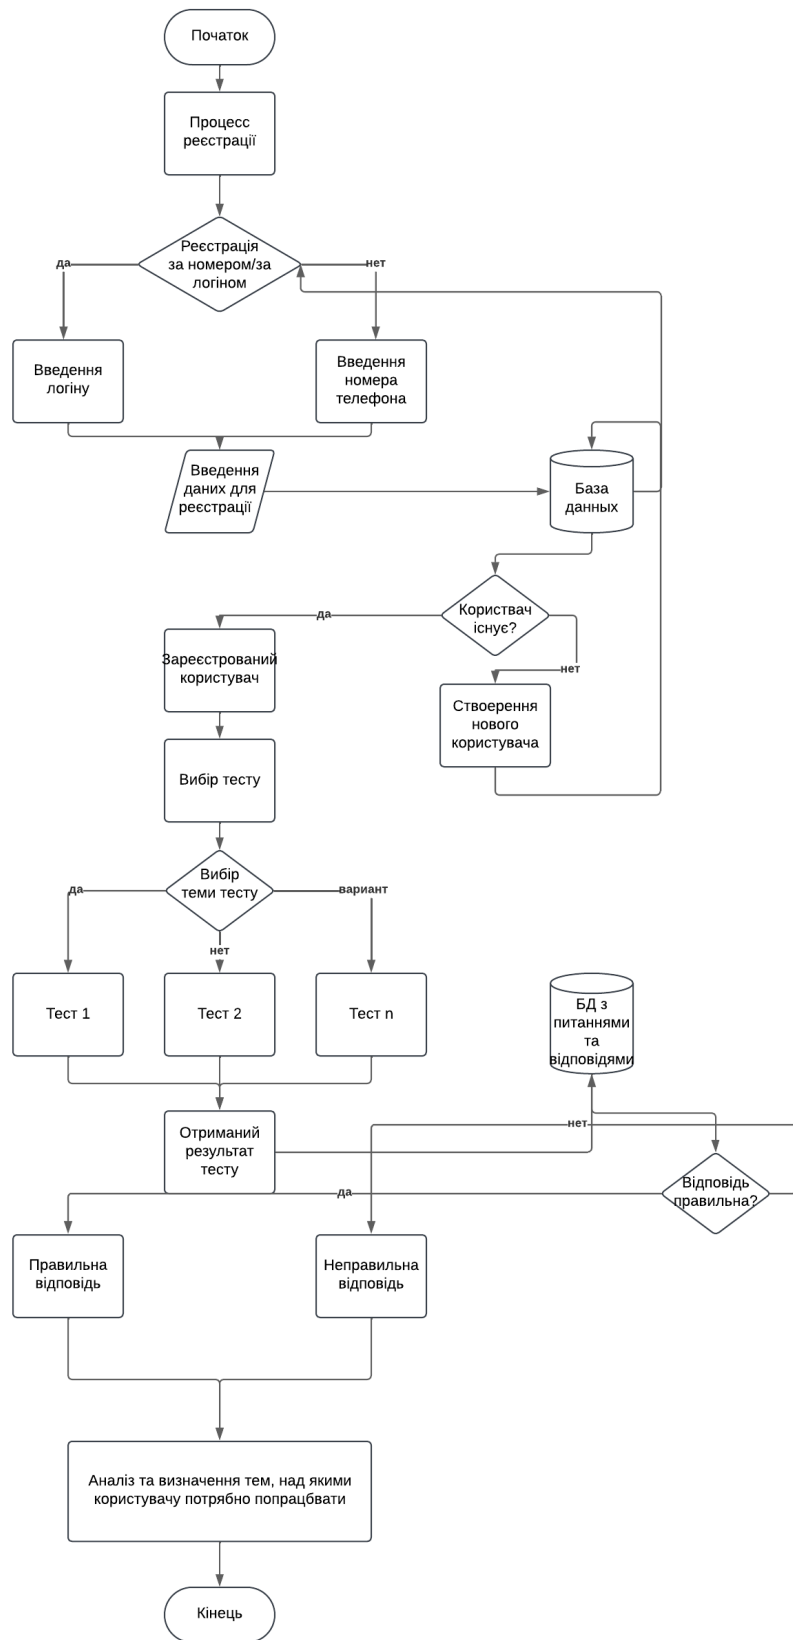 Початок
Процесс
реєстрації
Реєстрація
за номером/за
логіном
да
нет
Введення
логіну
Введення
номера
телефона
Введення
даних для
реєстрації
База
данных
Користвач
існує?
да
нет
Зареєстрований
користувач
Створення
нового
користувача
Вибір тесту
Вибір
теми тесту
да
нет
вариант
Тест 1
Тест 2
Тест n
БД з
питаннями
та
відповідями
Отриманий
результат
тесту
нет
Відповідь
правильна?
да
Правильна
відповідь
Неправильна
відповідь
Аналіз та визначення тем, над якими
користувачу потрябно попрацбвати
Кінець